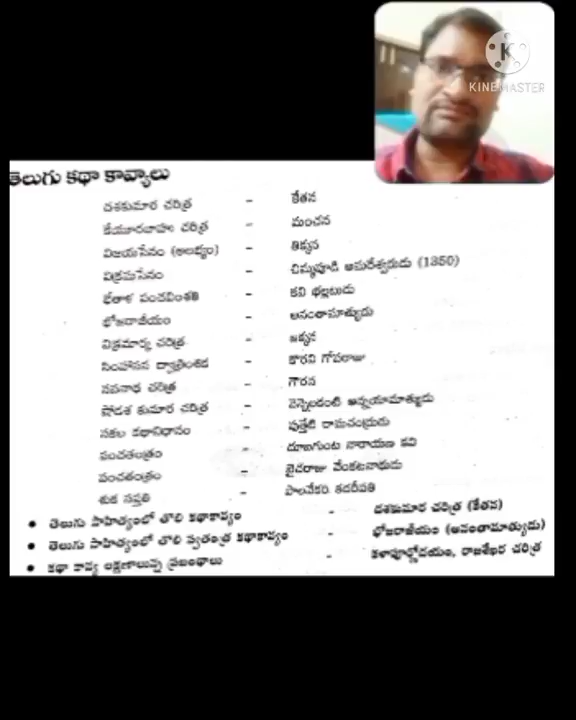 K
KINEMASTER
తెలుగు కథా కావ్యాలు
దశకుమార చరిత్ర - కేతన
కేయూరబాహు చరిత్ర - మంచన
విజయసేనం (అలభ్యం) - తిక్కన
విక్రమసేనం - చిమ్మపూడి అమరేశ్వరుడు (1350)
భేతాళ పంచవింశతి - కవి భల్లటుడు
భోజరాజీయం - అనంతామాత్యుడు
విక్రమార్క చరిత్ర - జక్కన
సింహాసన ద్వాత్రింశిక - కొరవి గోపరాజు
నవనాథ చరిత్ర - గౌరన
షోడశ కుమార చరిత్ర - వెన్నెలకంటి అన్నయామాత్యుడు
సకల కథానిధానం - పుత్తేటి రామచంద్రుడు
పంచతంత్రం - దూబగుంట నారాయణ కవి
పంచతంత్రం - బైచరాజు వేంకటనాథుడు
శుక సప్తతి - పాలవేకరి కదరీపతి
• తెలుగు సాహిత్యంలో తొలి కథాకావ్యం - దశకుమార చరిత్ర (కేతన)
• తెలుగు సాహిత్యంలో తొలి స్వతంత్ర కథాకావ్యం - భోజరాజీయం (అనంతామాత్యుడు)
• కథా కావ్య లక్షణాలున్న ప్రబంధాలు - కళాపూర్ణోదయం, రాజశేఖర చరిత్ర